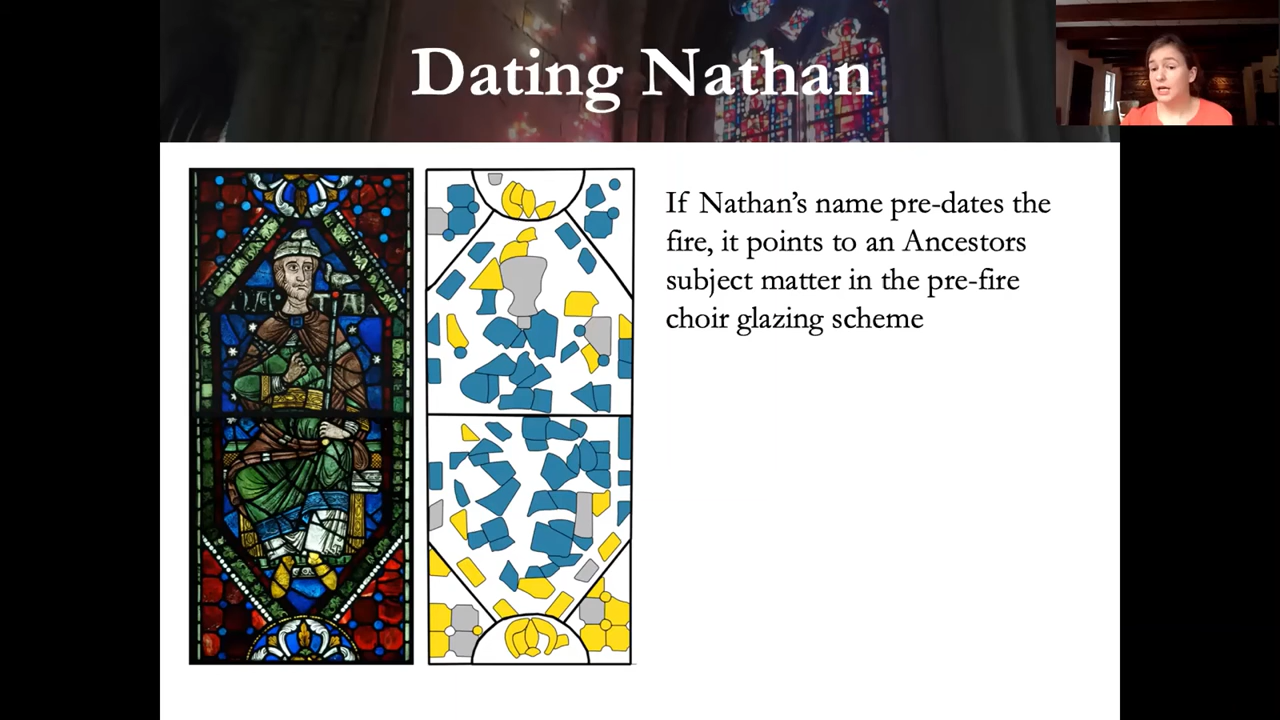 Dating Nathan
If Nathan's name pre-dates the
fire, it points to an Ancestors
subject matter in the pre-fire
choir glazing scheme